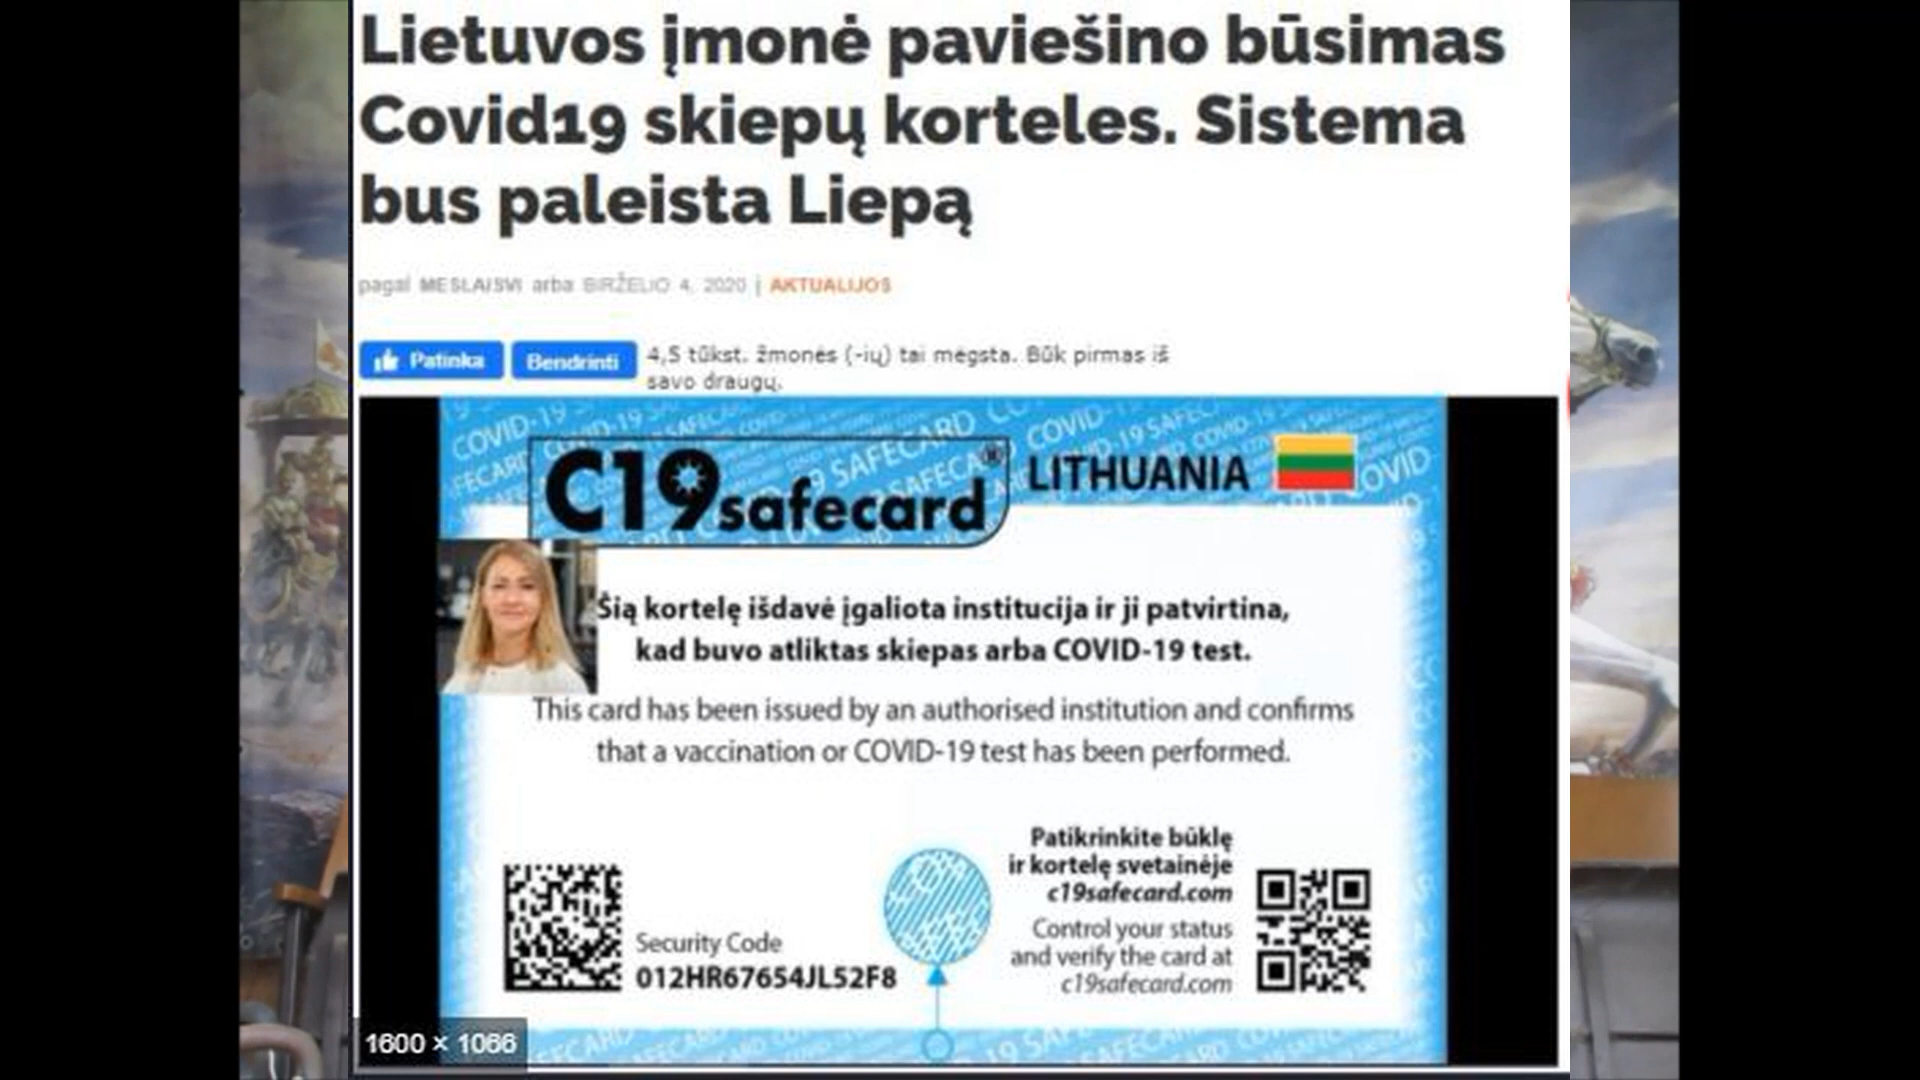 Lietuvos įmonė paviešino būsimas
Covid19 skiepų korteles. Sistema
bus paleista Liepą
pagal MESLAISVI arba BIRŽELIO 4, 2020 | AKTUALIJOS
Patinka Bendrinti 4,5 tūkst. žmonės (-ių) tai mėgsta. Būk pirmas iš
savo draugų.
C19safecard® LITHUANIA
Šią kortelę išdavė įgaliota institucija ir ji patvirtina,
kad buvo atliktas skiepas arba COVID-19 test.
This card has been issued by an authorised institution and confirms
that a vaccination or COVID-19 test has been performed.
Security Code
012HR67654JL52F8
Patikrinkite būklę
ir kortelę svetainėje
c19safecard.com
Control your status
and verify the card at
c19safecard.com
1600 × 1066